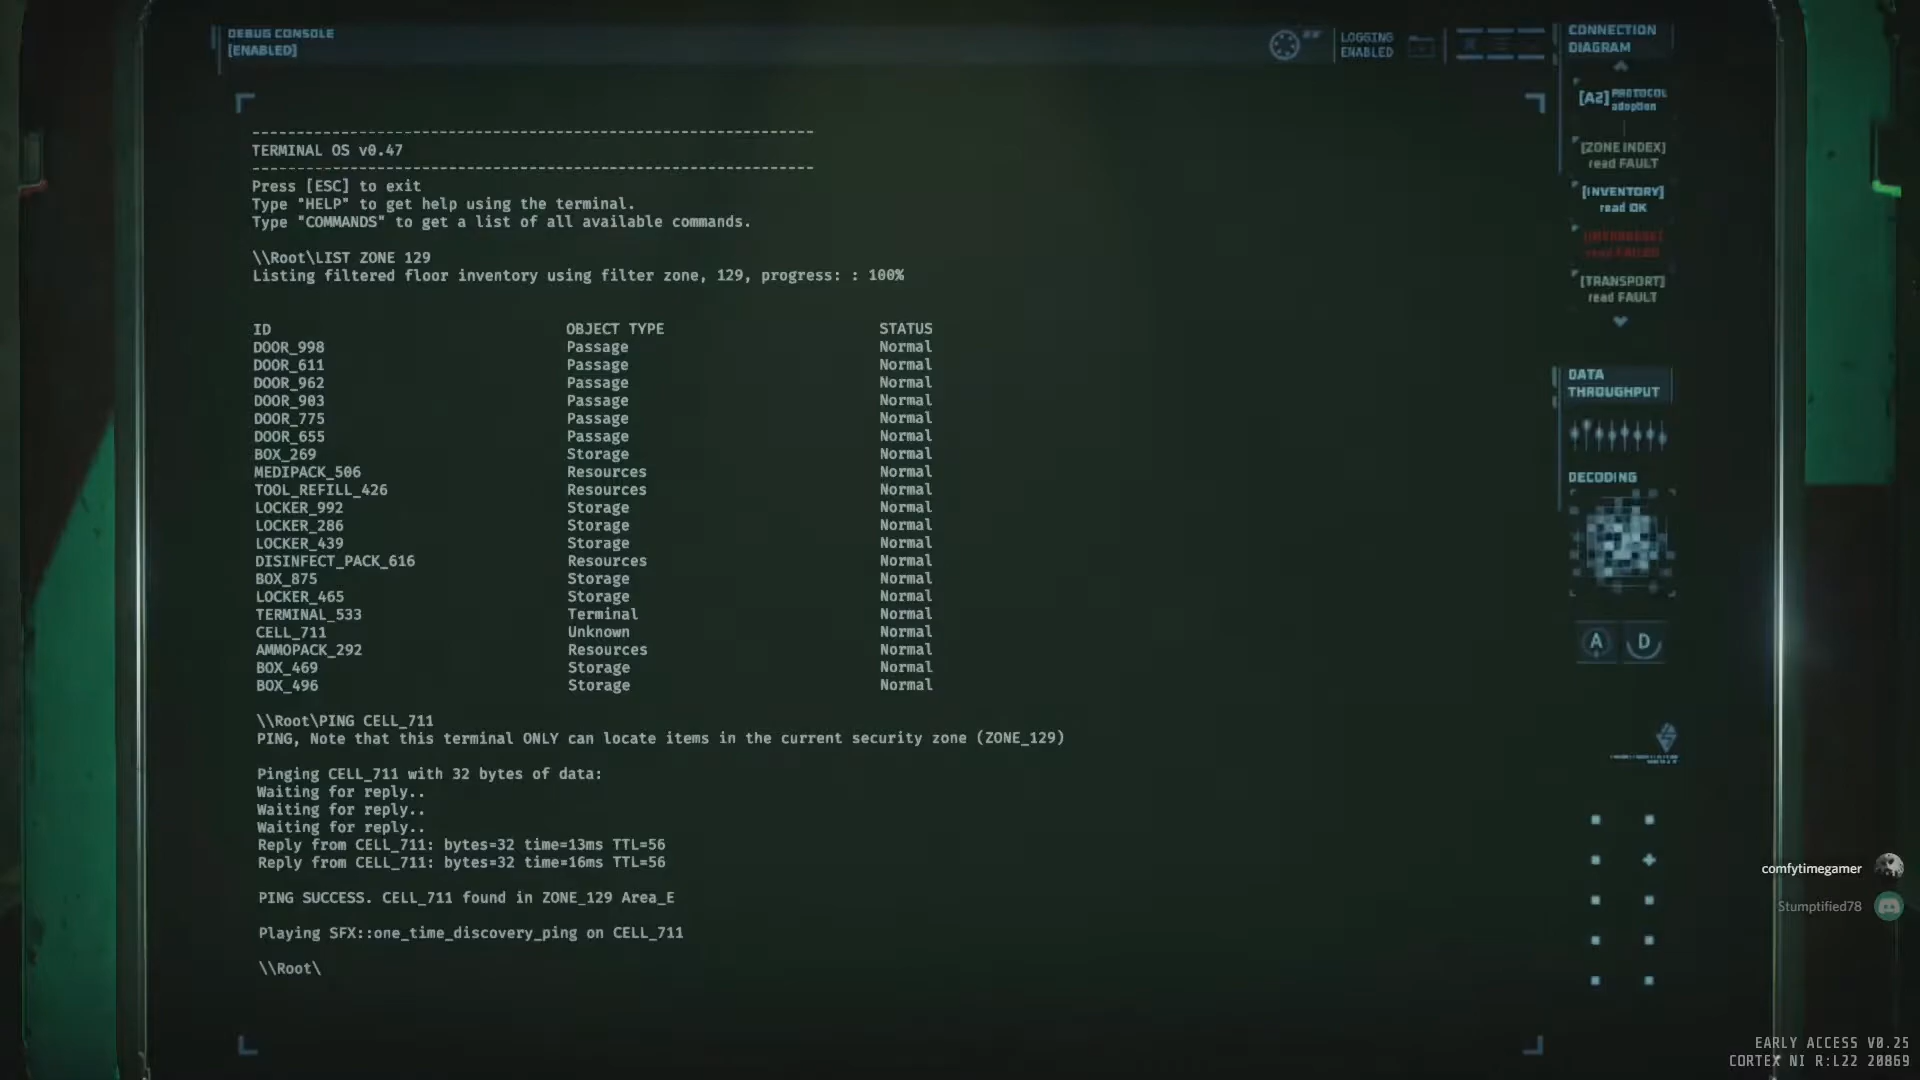 DEBUG CONSOLE
[ENABLED]
LOGGING
ENABLED
CONNECTION
DIAGRAM
[A2] PROTOCOL
adoption
[ZONE INDEX]
read FAULT
[INVENTORY]
read OK
read FAILED
[TRANSPORT]
read FAULT
DATA
THROUGHPUT
DECODING
A D
------------------------------------------------------------
TERMINAL OS v0.47
------------------------------------------------------------
Press [ESC] to exit
Type "HELP" to get help using the terminal.
Type "COMMANDS" to get a list of all available commands.
\\Root\LIST ZONE 129
Listing filtered floor inventory using filter zone, 129, progress: : 100%
ID OBJECT TYPE STATUS
DOOR_998 Passage Normal
DOOR_611 Passage Normal
DOOR_962 Passage Normal
DOOR_903 Passage Normal
DOOR_775 Passage Normal
DOOR_655 Passage Normal
BOX_269 Storage Normal
MEDIPACK_506 Resources Normal
TOOL_REFILL_426 Resources Normal
LOCKER_992 Storage Normal
LOCKER_286 Storage Normal
LOCKER_439 Storage Normal
DISINFECT_PACK_616 Resources Normal
BOX_875 Storage Normal
LOCKER_465 Storage Normal
TERMINAL_533 Terminal Normal
CELL_711 Unknown Normal
AMMOPACK_292 Resources Normal
BOX_469 Storage Normal
BOX_496 Storage Normal
\\Root\PING CELL_711
PING, Note that this terminal ONLY can locate items in the current security zone (ZONE_129)
Pinging CELL_711 with 32 bytes of data:
Waiting for reply..
Waiting for reply..
Waiting for reply..
Reply from CELL_711: bytes=32 time=13ms TTL=56
Reply from CELL_711: bytes=32 time=16ms TTL=56
PING SUCCESS. CELL_711 found in ZONE_129 Area_E
Playing SFX::one_time_discovery_ping on CELL_711
\\Root\
comfytimegamer
Stumptified78
EARLY ACCESS V0.25
CORTEX NI R:L22 20869